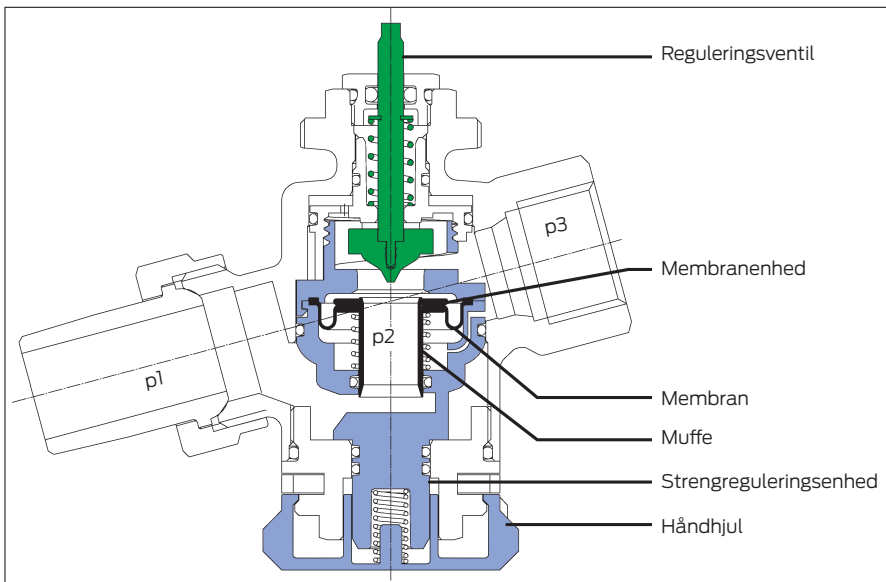 Reguleringsventil
p3
Membranenhed
p2
p1
Membran
Muffe
Strengreguleringsenhed
Håndhjul